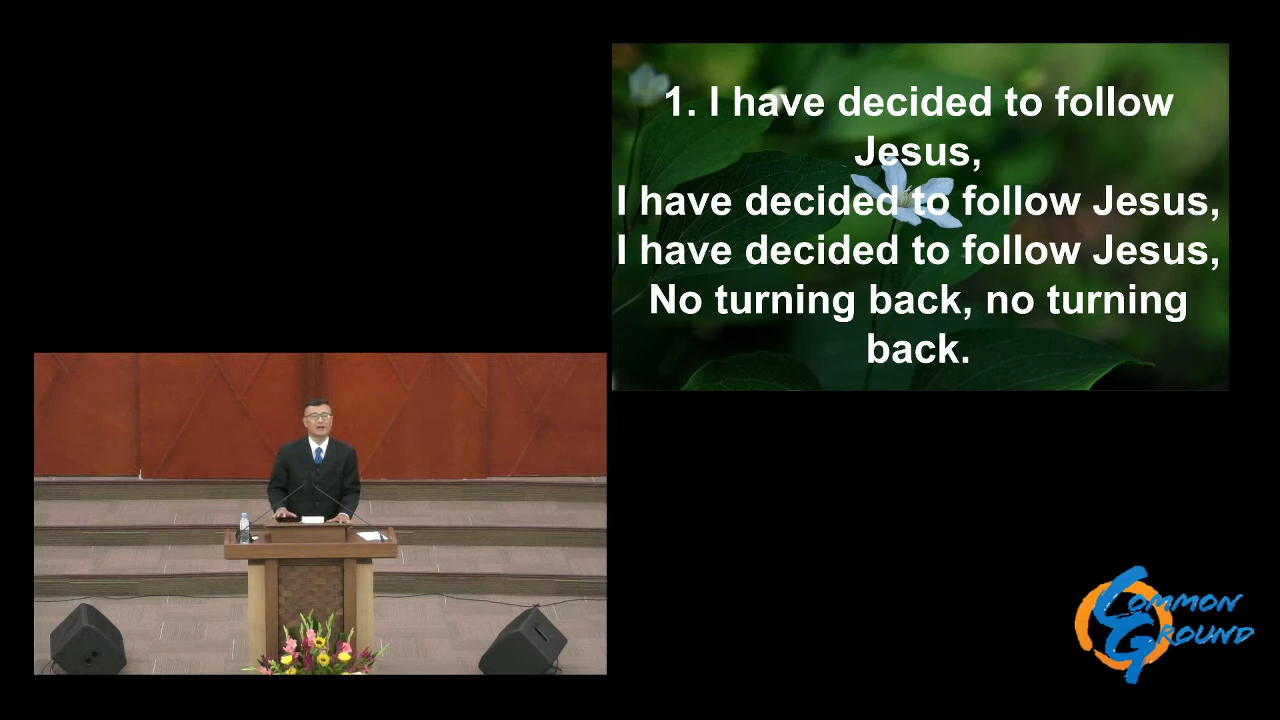 1. I have decided to follow
Jesus,
I have decided to follow Jesus,
I have decided to follow Jesus,
No turning back, no turning
back.
COMMON
GROUND